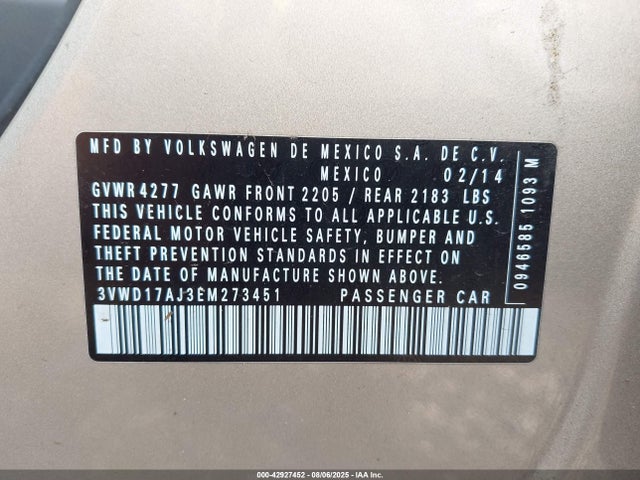 MFD BY VOLKSWAGEN DE MEXICO S.A. DE C.V.
MEXICO 02/14
GVWR 4277 GAWR FRONT 2205 / REAR 2183 LBS
THIS VEHICLE CONFORMS TO ALL APPLICABLE U.S.
FEDERAL MOTOR VEHICLE SAFETY, BUMPER AND
THEFT PREVENTION STANDARDS IN EFFECT ON
THE DATE OF MANUFACTURE SHOWN ABOVE.
3VWD17AJ3EM273451 PASSENGER CAR
0946585 1093 M
000-42927452 - 08/06/2025 - IAA Inc.